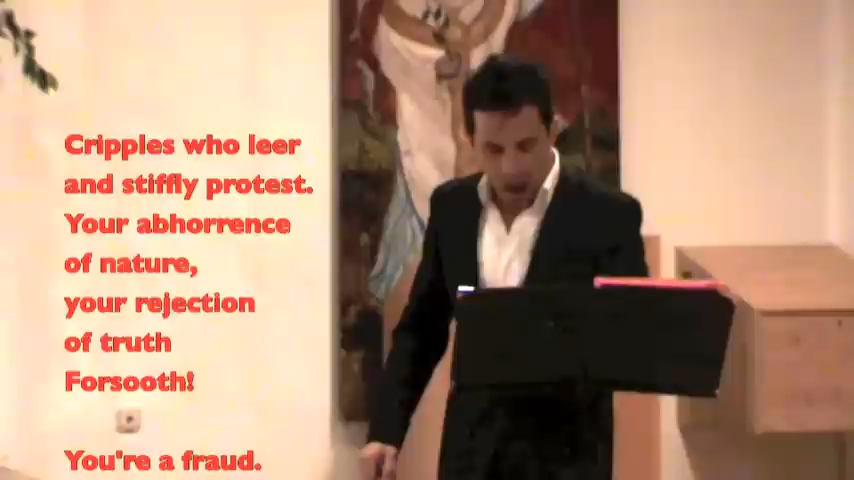 Cripples who leer
and stiffly protest.
Your abhorrence
of nature,
your rejection
of truth
Forsooth!
You're a fraud.